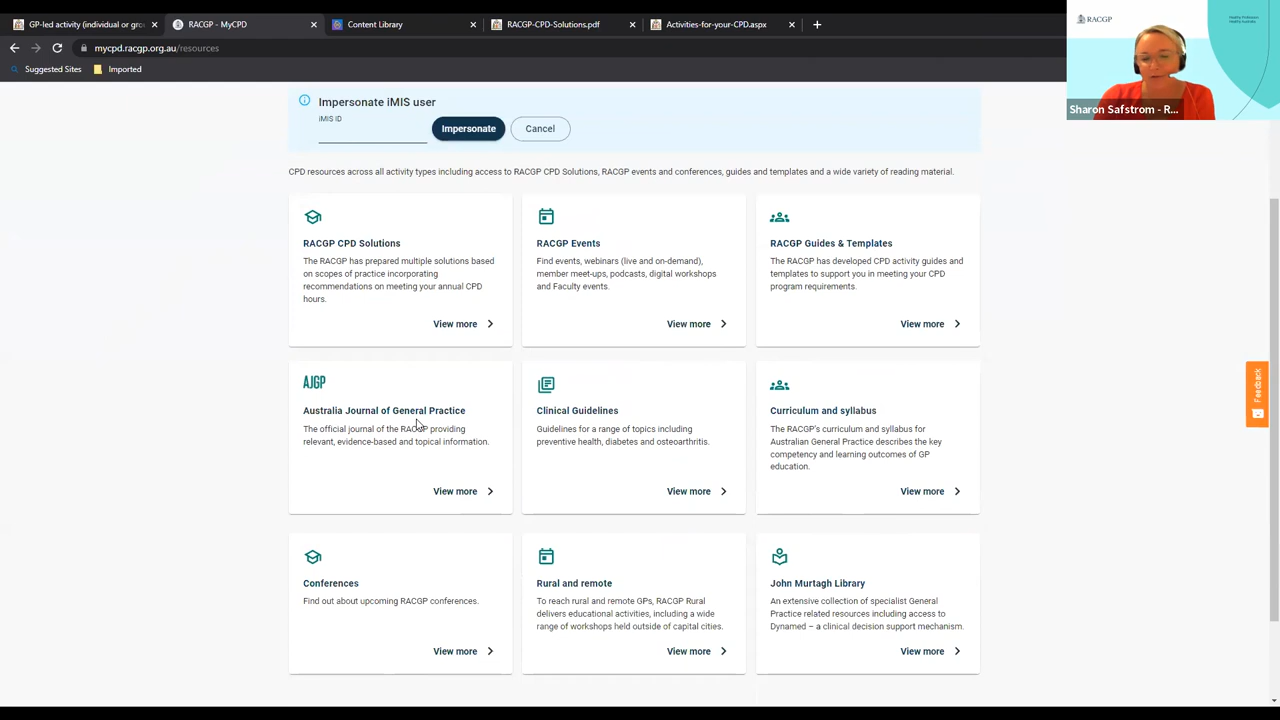 GP-led activity (individual or gro
RACGP - MyCPD
Content Library
RACGP-CPD-Solutions.pdf
Activities-for-your-CPD.aspx
mycpd.racgp.org.au/resources
Suggested Sites
Imported
RACGP
Healthy Profession.
Healthy Australia.
Sharon Safstrom - R...
Impersonate iMIS user
iMIS ID
Impersonate
Cancel
CPD resources across all activity types including access to RACGP CPD Solutions, RACGP events and conferences, guides and templates and a wide variety of reading material.
RACGP CPD Solutions
The RACGP has prepared multiple solutions based
on scopes of practice incorporating
recommendations on meeting your annual CPD
hours.
View more
RACGP Events
Find events, webinars (live and on-demand),
member meet-ups, podcasts, digital workshops
and Faculty events.
View more
RACGP Guides & Templates
The RACGP has developed CPD activity guides and
templates to support you in meeting your CPD
program requirements.
View more
AJGP
Australia Journal of General Practice
The official journal of the RACGP providing
relevant, evidence-based and topical information.
View more
Clinical Guidelines
Guidelines for a range of topics including
preventive health, diabetes and osteoarthritis.
View more
Curriculum and syllabus
The RACGP's curriculum and syllabus for
Australian General Practice describes the key
competency and learning outcomes of GP
education.
View more
Conferences
Find out about upcoming RACGP conferences.
View more
Rural and remote
To reach rural and remote GPs, RACGP Rural
delivers educational activities, including a wide
range of workshops held outside of capital cities.
View more
John Murtagh Library
An extensive collection of specialist General
Practice related resources including access to
Dynamed – a clinical decision support mechanism.
View more
Feedback